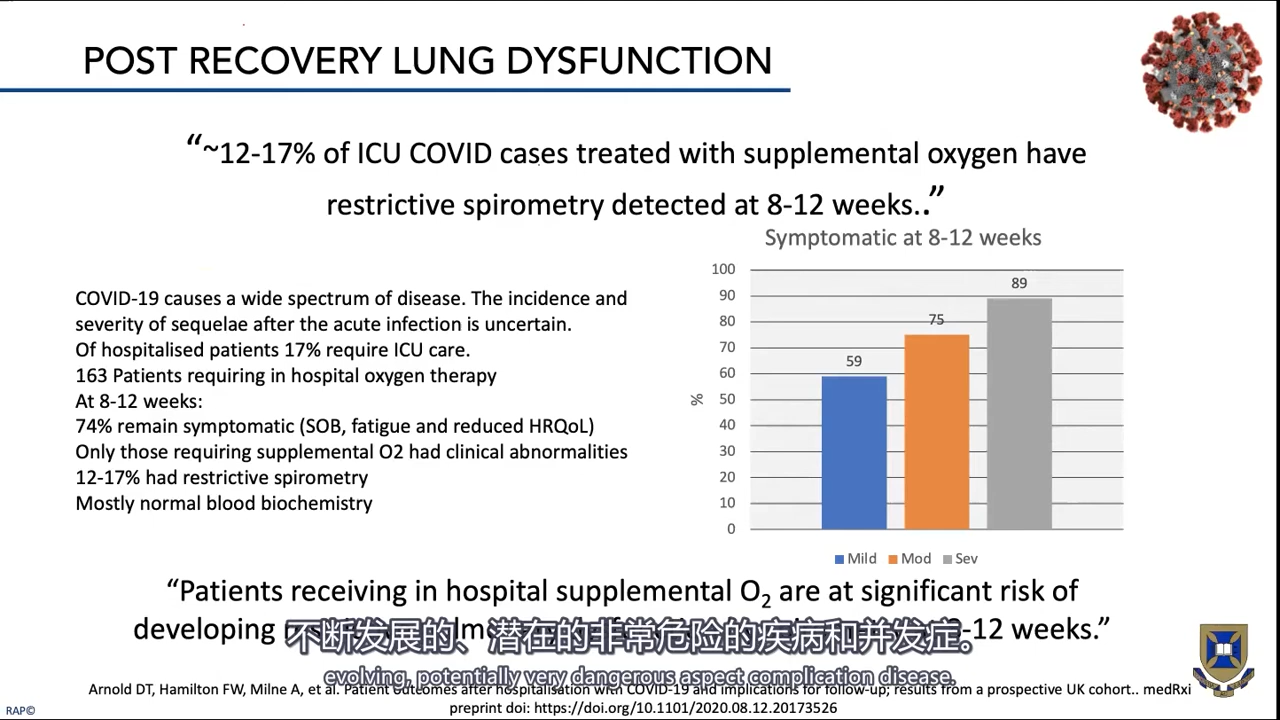 POST RECOVERY LUNG DYSFUNCTION
“~12-17% of ICU COVID cases treated with supplemental oxygen have
restrictive spirometry detected at 8-12 weeks..”
COVID-19 causes a wide spectrum of disease. The incidence and
severity of sequelae after the acute infection is uncertain.
Of hospitalised patients 17% require ICU care.
163 Patients requiring in hospital oxygen therapy
At 8-12 weeks:
74% remain symptomatic (SOB, fatigue and reduced HRQoL)
Only those requiring supplemental O2 had clinical abnormalities
12-17% had restrictive spirometry
Mostly normal blood biochemistry
Symptomatic at 8-12 weeks
100
90
80
70
60
50
40
30
20
10
0
%
59
75
89
Mild Mod Sev
“Patients receiving in hospital supplemental O₂ are at significant risk of
developing 8-12 weeks.”
不断发展的、潜在的非常危险的疾病和并发症。
evolving, potentially very dangerous aspect complication disease.
Arnold DT, Hamilton FW, Milne A, et al. Patient outcomes after hospitalisation with COVID-19 and implications for follow-up; results from a prospective UK cohort.. medRxi
preprint doi: https://doi.org/10.1101/2020.08.12.20173526
RAP©